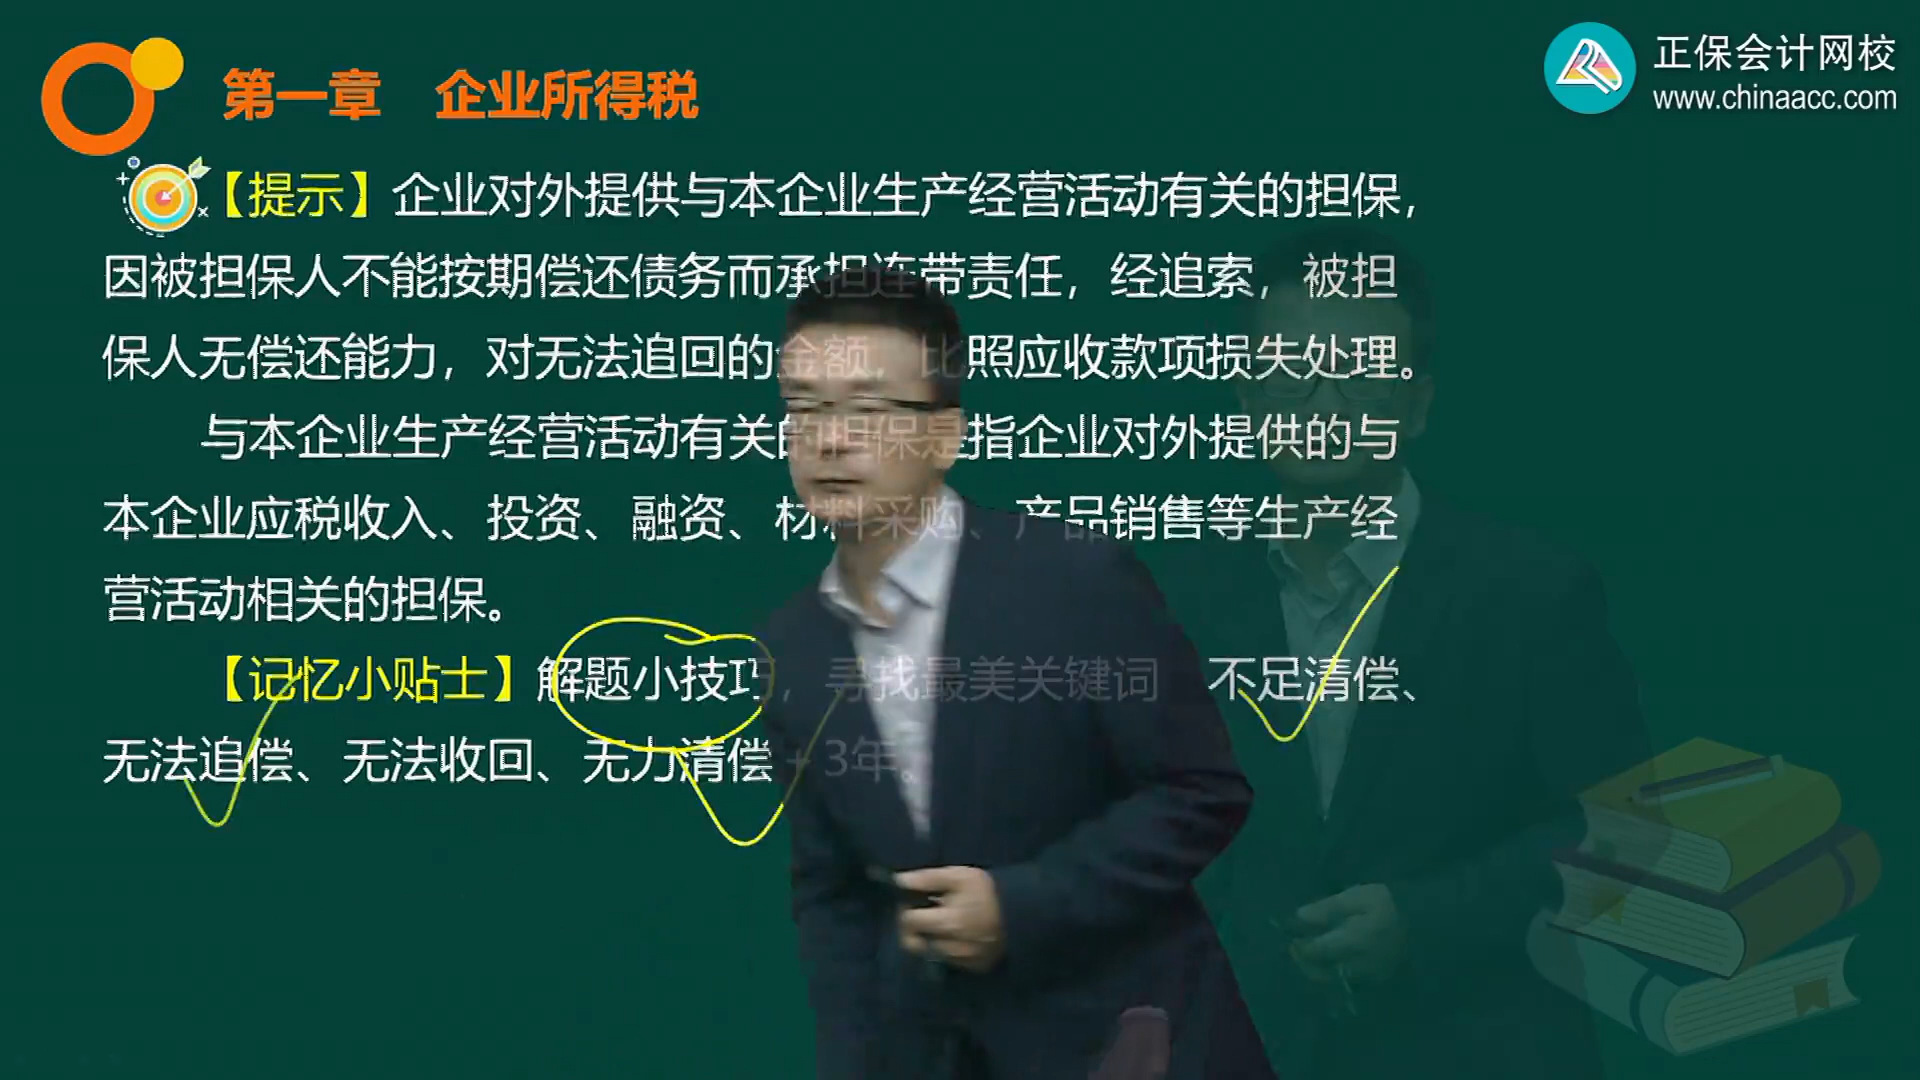 第一章 企业所得税
正保会计网校
www.chinaacc.com
【提示】企业对外提供与本企业生产经营活动有关的担保，
因被担保人不能按期偿还债务而承担连带责任，经追索，被担
保人无偿还能力，对无法追回的金额，比照应收款项损失处理。
与本企业生产经营活动有关的担保是指企业对外提供的与
本企业应税收入、投资、融资、材料采购、产品销售等生产经
营活动相关的担保。
【记忆小贴士】解题小技巧，寻找最美关键词 不足清偿、
无法追偿、无法收回、无力清偿+3年。